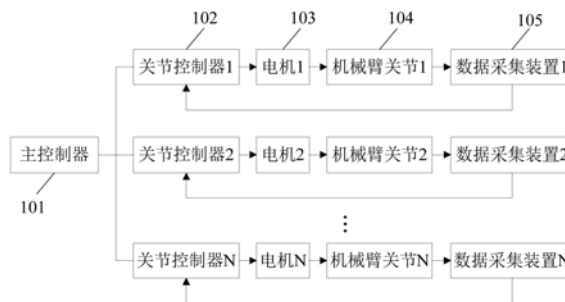 102 103 104 105
关节控制器1 电机1 机械臂关节1 数据采集装置1
主控制器 关节控制器2 电机2 机械臂关节2 数据采集装置2
101
⋮
关节控制器N 电机N 机械臂关节N 数据采集装置N